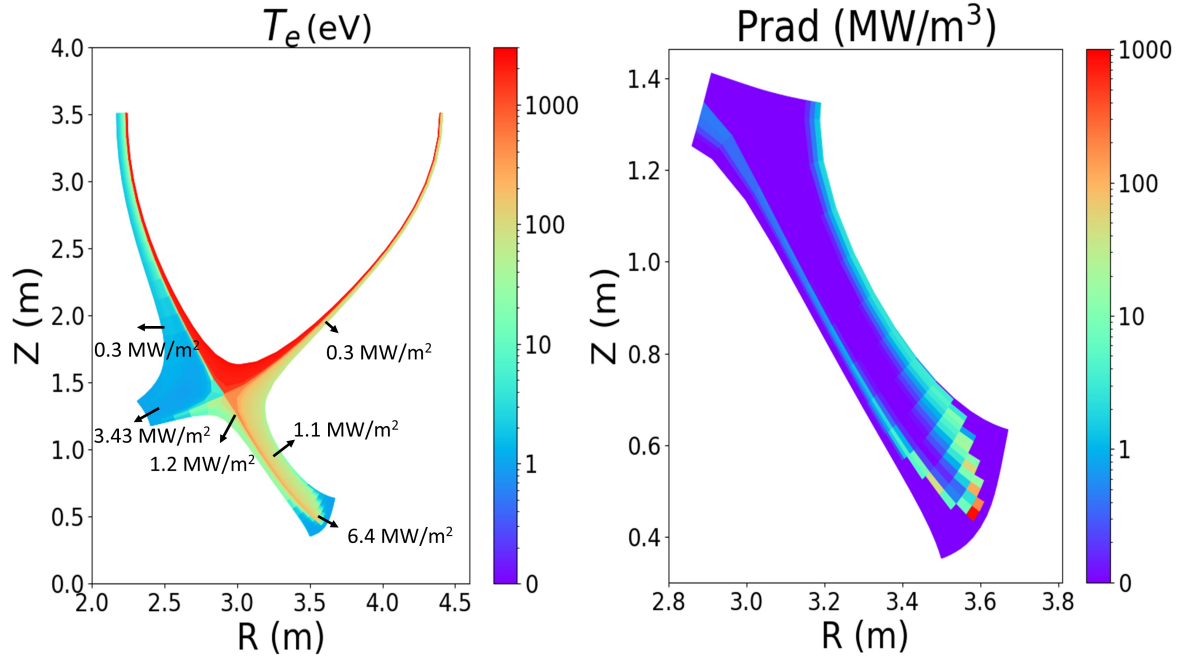 Tₑ (eV)
Z (m)
4.0
3.5
3.0
2.5
2.0
1.5
1.0
0.5
0.0
2.0 2.5 3.0 3.5 4.0 4.5
R (m)
0.3 MW/m²
0.3 MW/m²
3.43 MW/m²
1.1 MW/m²
1.2 MW/m²
6.4 MW/m²
1000
100
10
1
0
Prad (MW/m³)
Z (m)
1.4
1.2
1.0
0.8
0.6
0.4
2.8 3.0 3.2 3.4 3.6 3.8
R (m)
1000
100
10
1
0